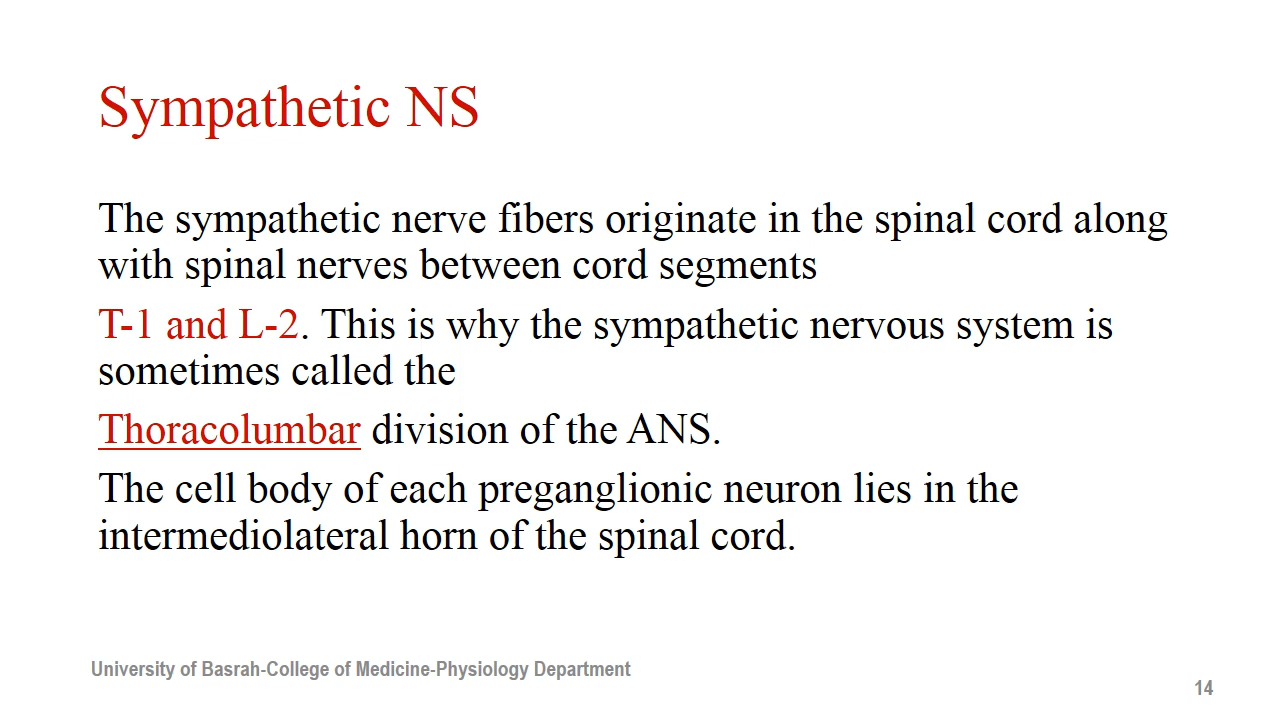 Sympathetic NS
The sympathetic nerve fibers originate in the spinal cord along
with spinal nerves between cord segments
T-1 and L-2. This is why the sympathetic nervous system is
sometimes called the
Thoracolumbar division of the ANS.
The cell body of each preganglionic neuron lies in the
intermediolateral horn of the spinal cord.
University of Basrah-College of Medicine-Physiology Department
14